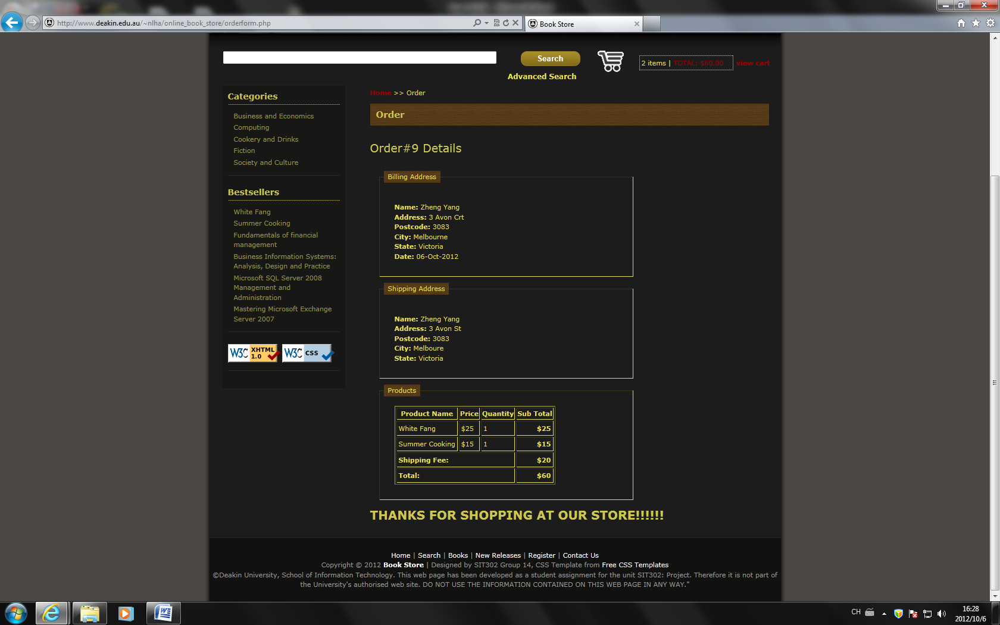 http://www.deakin.edu.au/~nlha/online_book_store/orderform.php
Book Store
Search
2 items | TOTAL: $60.00 view cart
Advanced Search
Home >> Order
Categories
Business and Economics
Computing
Cookery and Drinks
Fiction
Society and Culture
Bestsellers
White Fang
Summer Cooking
Fundamentals of financial
management
Business Information Systems:
Analysis, Design and Practice
Microsoft SQL Server 2008
Management and
Administration
Mastering Microsoft Exchange
Server 2007
W3C XHTML 1.0
W3C CSS
Order
Order#9 Details
Billing Address
Name: Zheng Yang
Address: 3 Avon Crt
Postcode: 3083
City: Melbourne
State: Victoria
Date: 06-Oct-2012
Shipping Address
Name: Zheng Yang
Address: 3 Avon St
Postcode: 3083
City: Melboure
State: Victoria
Products
Product Name Price Quantity Sub Total
White Fang $25 1 $25
Summer Cooking $15 1 $15
Shipping Fee: $20
Total: $60
THANKS FOR SHOPPING AT OUR STORE!!!!!!
Home | Search | Books | New Releases | Register | Contact Us
Copyright © 2012 Book Store | Designed by SIT302 Group 14, CSS Template from Free CSS Templates
©Deakin University, School of Information Technology. This web page has been developed as a student assignment for the unit SIT302: Project. Therefore it is not part of
the University's authorised web site. DO NOT USE THE INFORMATION CONTAINED ON THIS WEB PAGE IN ANY WAY."
CH
16:28
2012/10/6